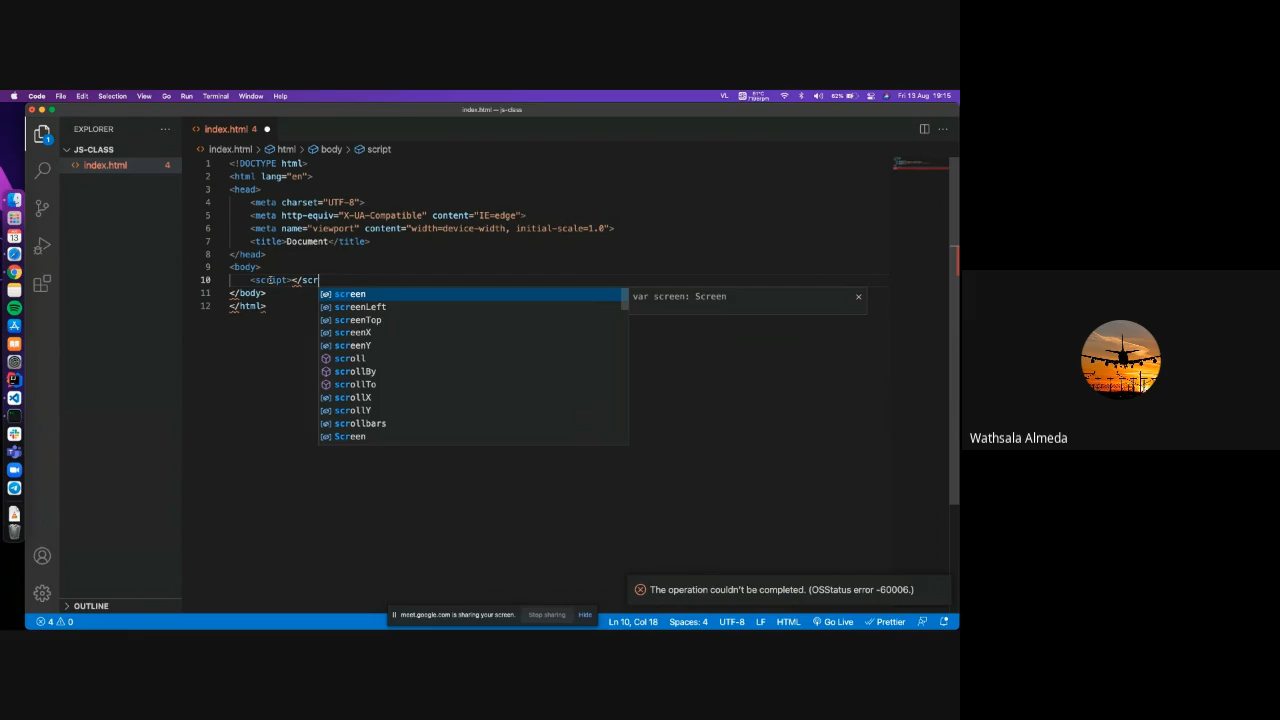 Code File Edit Selection View Go Run Terminal Window Help
VL
62%
Fri 13 Aug 19:15
index.html — js-class
EXPLORER
JS-CLASS
index.html 4
index.html 4
index.html > html > body > script
1 <!DOCTYPE html>
2 <html lang="en">
3 <head>
4 <meta charset="UTF-8">
5 <meta http-equiv="X-UA-Compatible" content="IE=edge">
6 <meta name="viewport" content="width=device-width, initial-scale=1.0">
7 <title>Document</title>
8 </head>
9 <body>
10 <script></scr
11 </body>
12 </html>
screen
screenLeft
screenTop
screenX
screenY
scroll
scrollBy
scrollTo
scrollX
scrollY
scrollbars
Screen
var screen: Screen
1
13
OUTLINE
The operation couldn't be completed. (OSStatus error -60006.)
meet.google.com is sharing your screen. Stop sharing Hide
4 0
Ln 10, Col 18 Spaces: 4 UTF-8 LF HTML Go Live Prettier
Wathsala Almeda